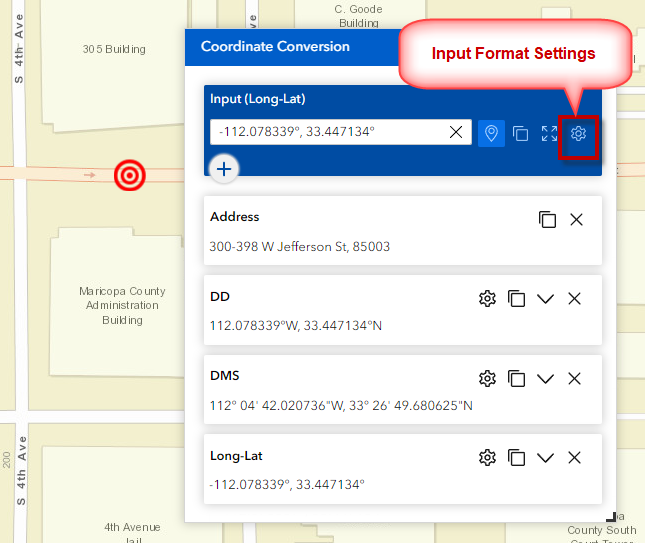 C. Goode
Building
S 4th Ave
305 Building
Coordinate Conversion
Input Format Settings
Input (Long-Lat)
-112.078339°, 33.447134°
Address
300-398 W Jefferson St, 85003
Maricopa County
Administration
Building
DD
112.078339°W, 33.447134°N
DMS
112° 04' 42.020736"W, 33° 26' 49.680625"N
Long-Lat
-112.078339°, 33.447134°
200
S 4th Ave
4th Avenue
Jail
County South
Court Tower